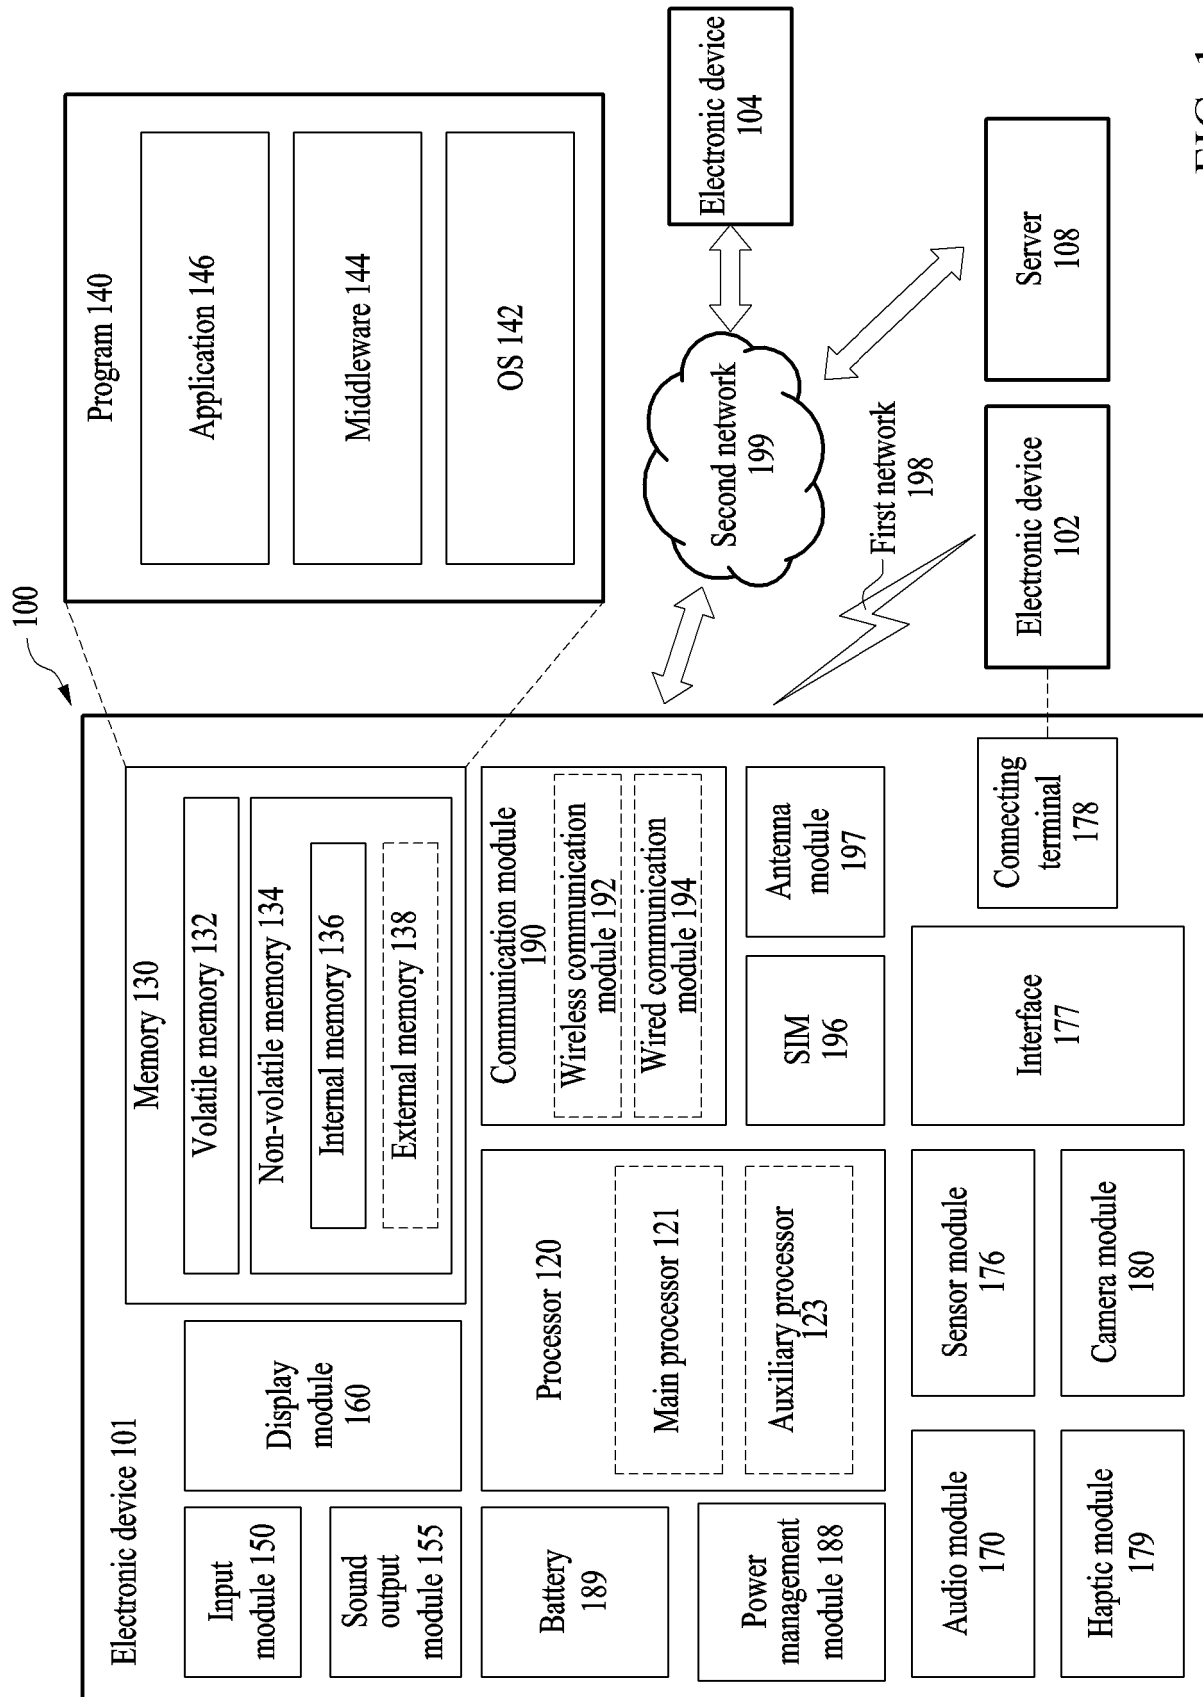 100
Electronic device 101
Input
module 150
Sound
output
module 155
Display
module
160
Memory 130
Volatile memory 132
Non-volatile memory 134
Internal memory 136
External memory 138
Program 140
Application 146
Middleware 144
OS 142
Battery
189
Power
management
module 188
Processor 120
Main processor 121
Auxiliary processor
123
Communication module
190
Wireless communication
module 192
Wired communication
module 194
SIM
196
Antenna
module
197
Second network
199
Electronic device
104
First network
198
Audio module
170
Haptic module
179
Sensor module
176
Camera module
180
Interface
177
Connecting
terminal
178
Electronic device
102
Server
108